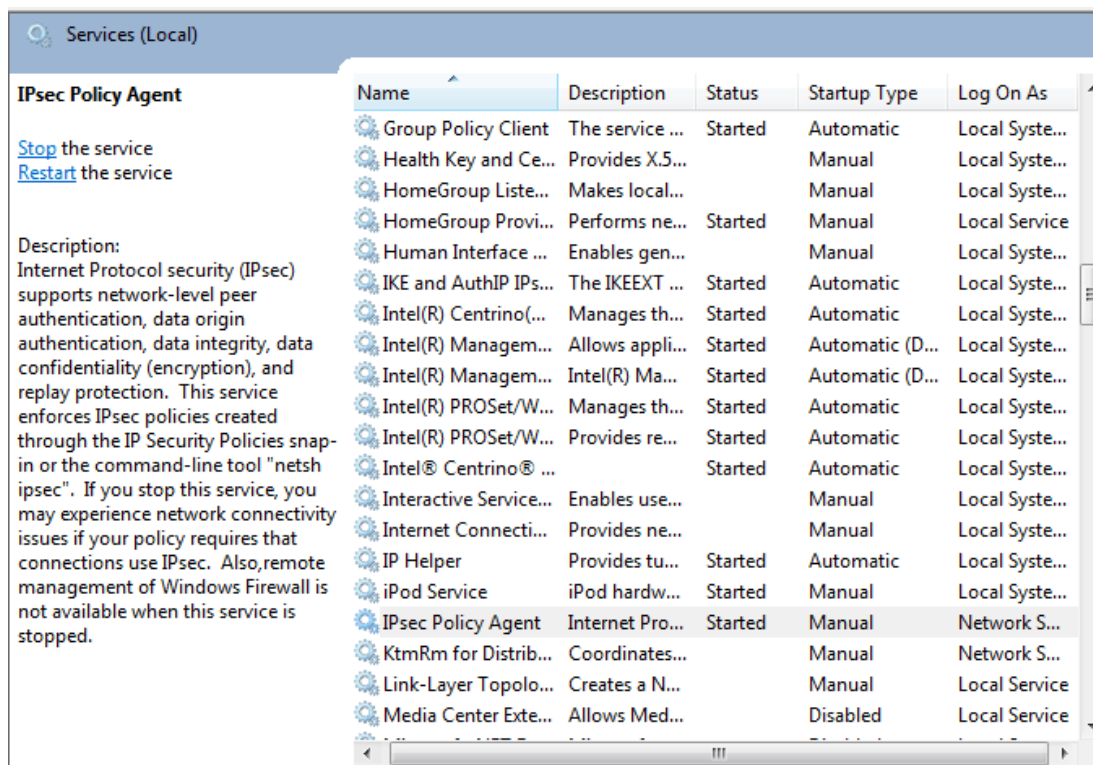 Services (Local)
IPsec Policy Agent
Stop the service
Restart the service
Description:
Internet Protocol security (IPsec)
supports network-level peer
authentication, data origin
authentication, data integrity, data
confidentiality (encryption), and
replay protection.  This service
enforces IPsec policies created
through the IP Security Policies snap-
in or the command-line tool "netsh
ipsec".  If you stop this service, you
may experience network connectivity
issues if your policy requires that
connections use IPsec.  Also,remote
management of Windows Firewall is
not available when this service is
stopped.
Name Description Status Startup Type Log On As
Group Policy Client The service ... Started Automatic Local Syste...
Health Key and Ce... Provides X.5... Manual Local Syste...
HomeGroup Liste... Makes local... Manual Local Syste...
HomeGroup Provi... Performs ne... Started Manual Local Service
Human Interface ... Enables gen... Manual Local Syste...
IKE and AuthIP IPs... The IKEEXT ... Started Automatic Local Syste...
Intel(R) Centrino(... Manages th... Started Automatic Local Syste...
Intel(R) Managem... Allows appli... Started Automatic (D... Local Syste...
Intel(R) Managem... Intel(R) Ma... Started Automatic (D... Local Syste...
Intel(R) PROSet/W... Manages th... Started Automatic Local Syste...
Intel(R) PROSet/W... Provides re... Started Automatic Local Syste...
Intel® Centrino® ... Started Automatic Local Syste...
Interactive Service... Enables use... Manual Local Syste...
Internet Connecti... Provides ne... Manual Local Syste...
IP Helper Provides tu... Started Automatic Local Syste...
iPod Service iPod hardw... Started Manual Local Syste...
IPsec Policy Agent Internet Pro... Started Manual Network S...
KtmRm for Distrib... Coordinates... Manual Network S...
Link-Layer Topolo... Creates a N... Manual Local Service
Media Center Exte... Allows Med... Disabled Local Service